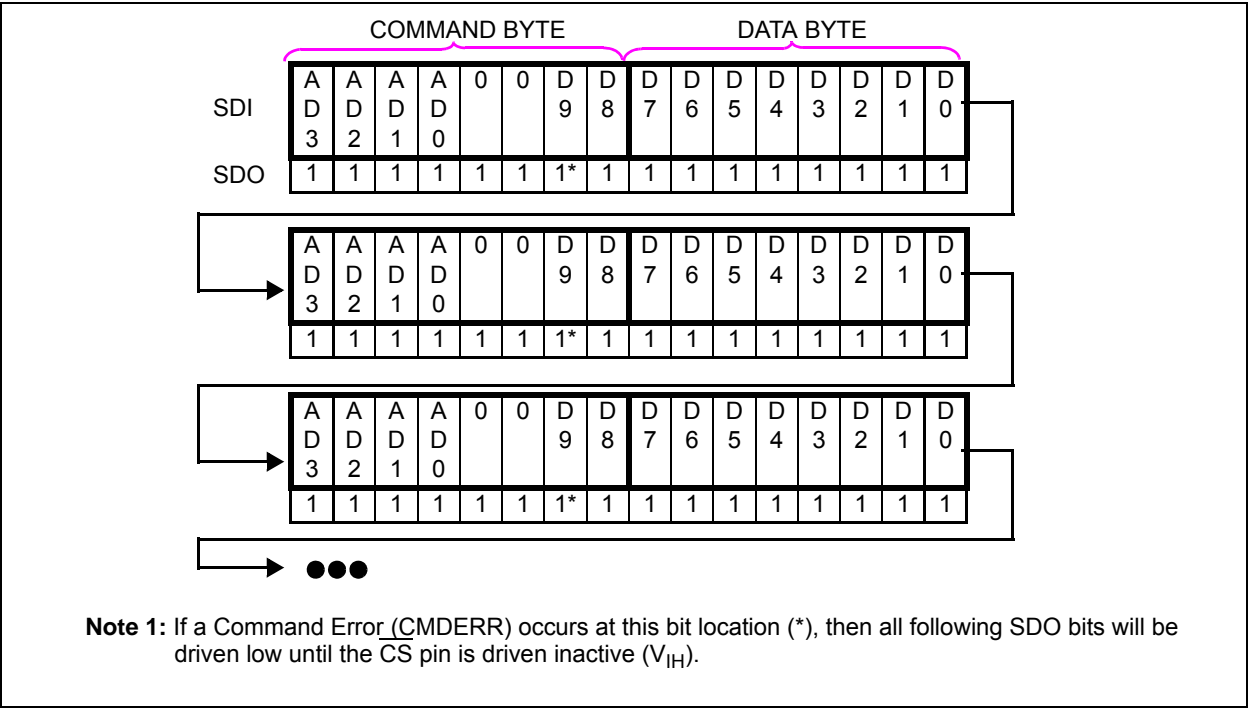 COMMAND BYTE DATA BYTE
SDI
A A A A 0 0 D D D D D D D D D D
D D D D 9 8 7 6 5 4 3 2 1 0
3 2 1 0
SDO 1 1 1 1 1 1 1* 1 1 1 1 1 1 1 1 1
A A A A 0 0 D D D D D D D D D D
D D D D 9 8 7 6 5 4 3 2 1 0
3 2 1 0
1 1 1 1 1 1 1* 1 1 1 1 1 1 1 1 1
A A A A 0 0 D D D D D D D D D D
D D D D 9 8 7 6 5 4 3 2 1 0
3 2 1 0
1 1 1 1 1 1 1* 1 1 1 1 1 1 1 1 1
Note 1: If a Command Error (CMDERR) occurs at this bit location (*), then all following SDO bits will be
driven low until the CS pin is driven inactive (VIH).